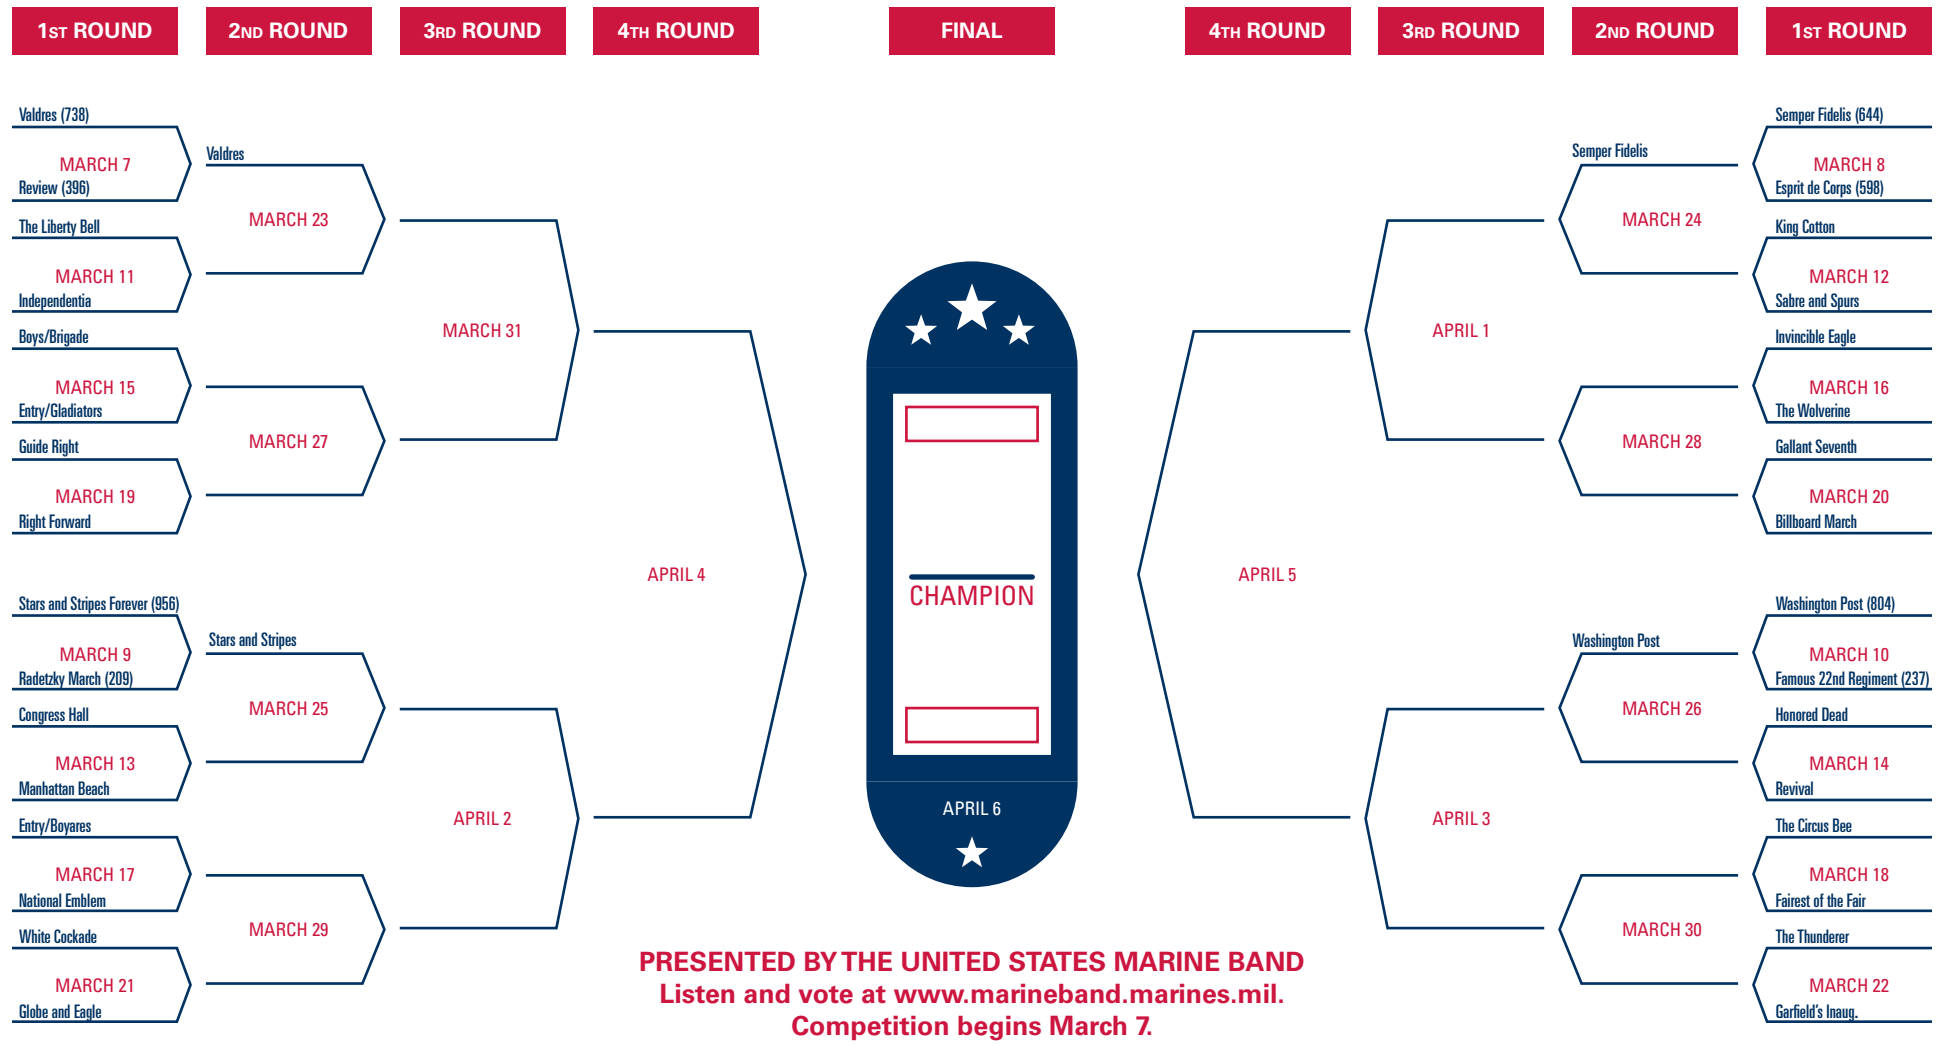 1ST ROUND
2ND ROUND
3RD ROUND
4TH ROUND
FINAL
4TH ROUND
3RD ROUND
2ND ROUND
1ST ROUND
Valdres (738)
MARCH 7
Review (396)
The Liberty Bell
MARCH 11
Independentia
Boys/Brigade
MARCH 15
Entry/Gladiators
Guide Right
MARCH 19
Right Forward
Stars and Stripes Forever (956)
MARCH 9
Radetzky March (209)
Congress Hall
MARCH 13
Manhattan Beach
Entry/Boyares
MARCH 17
National Emblem
White Cockade
MARCH 21
Globe and Eagle
Valdres
MARCH 23
MARCH 27
Stars and Stripes
MARCH 25
MARCH 29
MARCH 31
APRIL 2
APRIL 4
CHAMPION
APRIL 6
APRIL 5
APRIL 1
APRIL 3
Semper Fidelis
MARCH 24
MARCH 28
Washington Post
MARCH 26
MARCH 30
Semper Fidelis (644)
MARCH 8
Esprit de Corps (598)
King Cotton
MARCH 12
Sabre and Spurs
Invincible Eagle
MARCH 16
The Wolverine
Gallant Seventh
MARCH 20
Billboard March
Washington Post (804)
MARCH 10
Famous 22nd Regiment (237)
Honored Dead
MARCH 14
Revival
The Circus Bee
MARCH 18
Fairest of the Fair
The Thunderer
MARCH 22
Garfield's Inaug.
PRESENTED BY THE UNITED STATES MARINE BAND
Listen and vote at www.marineband.marines.mil.
Competition begins March 7.